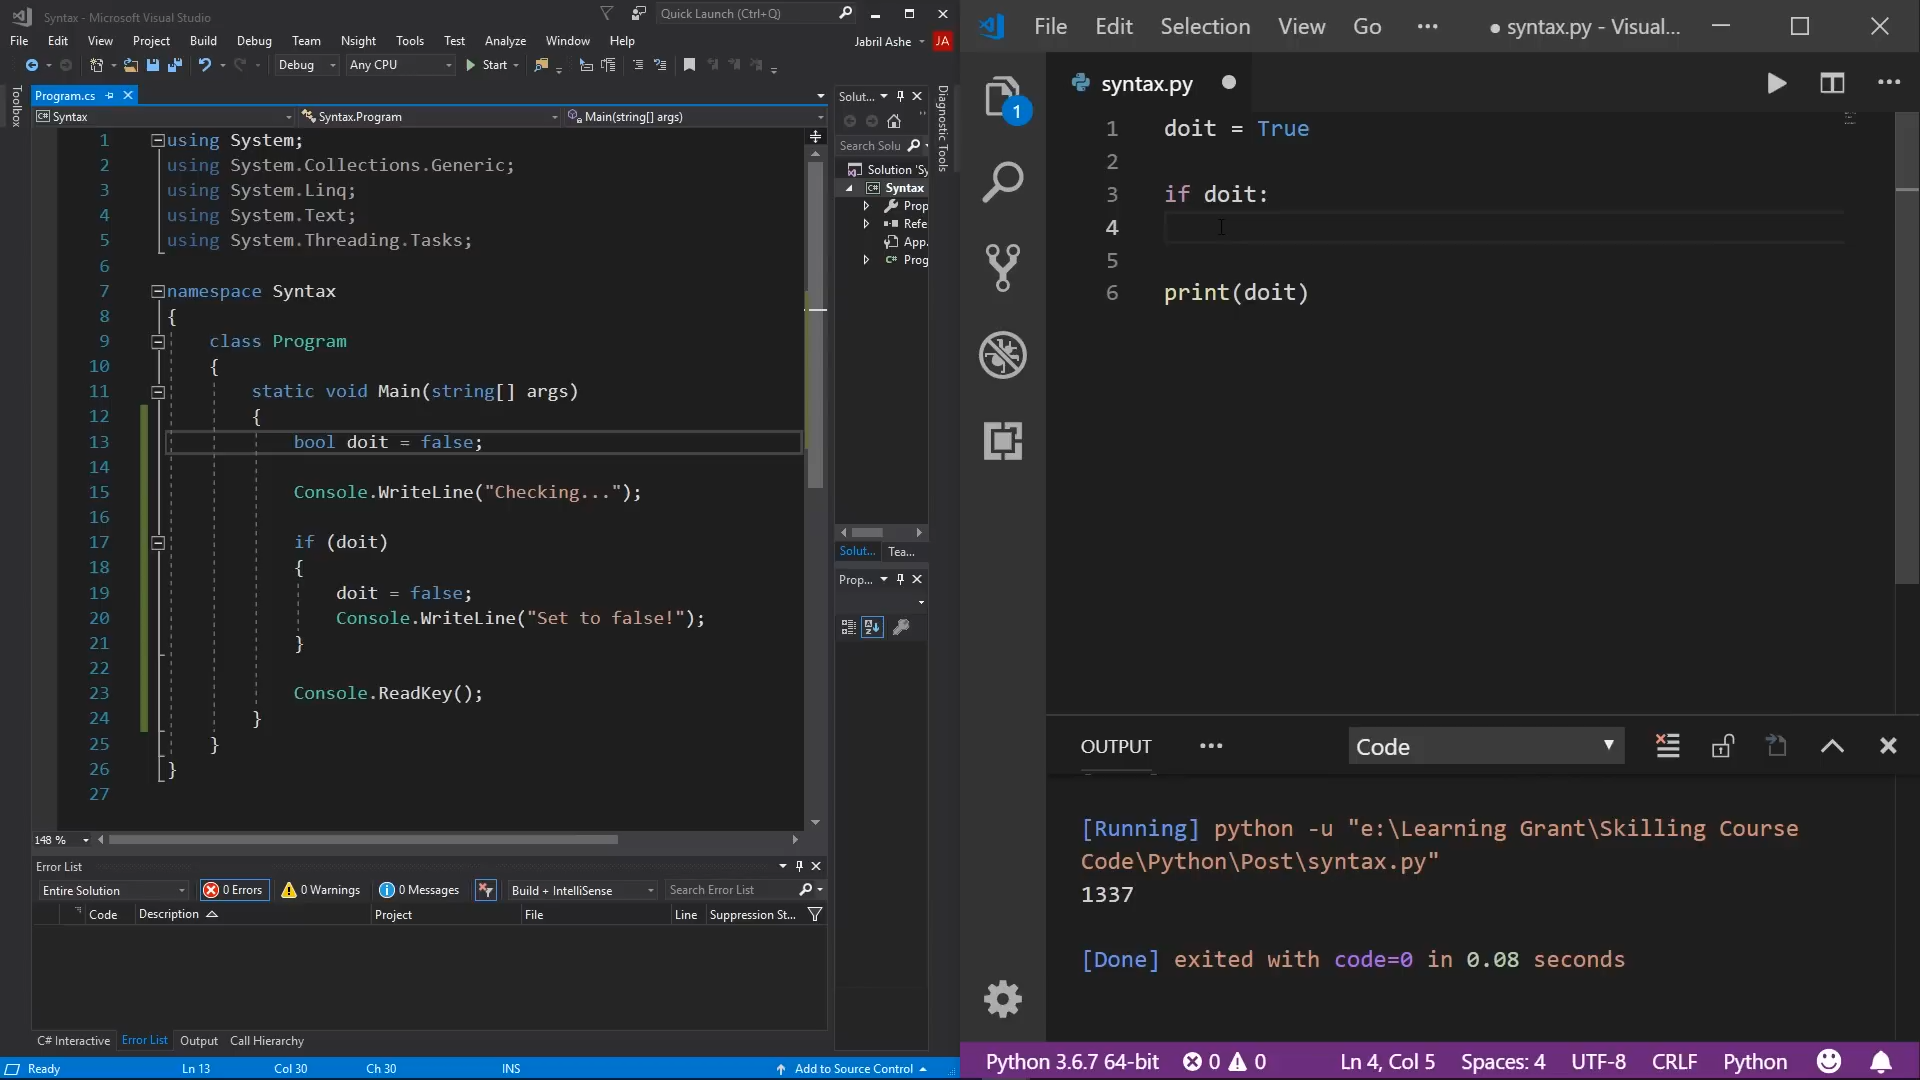 Syntax - Microsoft Visual Studio
Quick Launch (Ctrl+Q)
File Edit View Project Build Debug Team Nsight Tools Test Analyze Window Help
Jabril Ashe JA
Debug Any CPU Start
Toolbox
Program.cs
Syntax Syntax.Program Main(string[] args)
1 using System;
2 using System.Collections.Generic;
3 using System.Linq;
4 using System.Text;
5 using System.Threading.Tasks;
6
7 namespace Syntax
8 {
9 class Program
10 {
11 static void Main(string[] args)
12 {
13 bool doit = false;
14
15 Console.WriteLine("Checking...");
16
17 if (doit)
18 {
19 doit = false;
20 Console.WriteLine("Set to false!");
21 }
22
23 Console.ReadKey();
24 }
25 }
26 }
27
148 %
Solut...
Search Solu
Solution 'Sy
Syntax
Prop
Refe
App.
Prog
Solut... Tea...
Prop...
Diagnostic Tools
Error List
Entire Solution 0 Errors 0 Warnings 0 Messages Build + IntelliSense Search Error List
Code Description Project File Line Suppression St...
C# Interactive Error List Output Call Hierarchy
Ready Ln 13 Col 30 Ch 30 INS Add to Source Control
File Edit Selection View Go ··· ● syntax.py - Visual...
1
syntax.py
1 doit = True
2
3 if doit:
4
5
6 print(doit)
OUTPUT ··· Code
[Running] python -u "e:\Learning Grant\Skilling Course
Code\Python\Post\syntax.py"
1337
[Done] exited with code=0 in 0.08 seconds
Python 3.6.7 64-bit 0 0 Ln 4, Col 5 Spaces: 4 UTF-8 CRLF Python